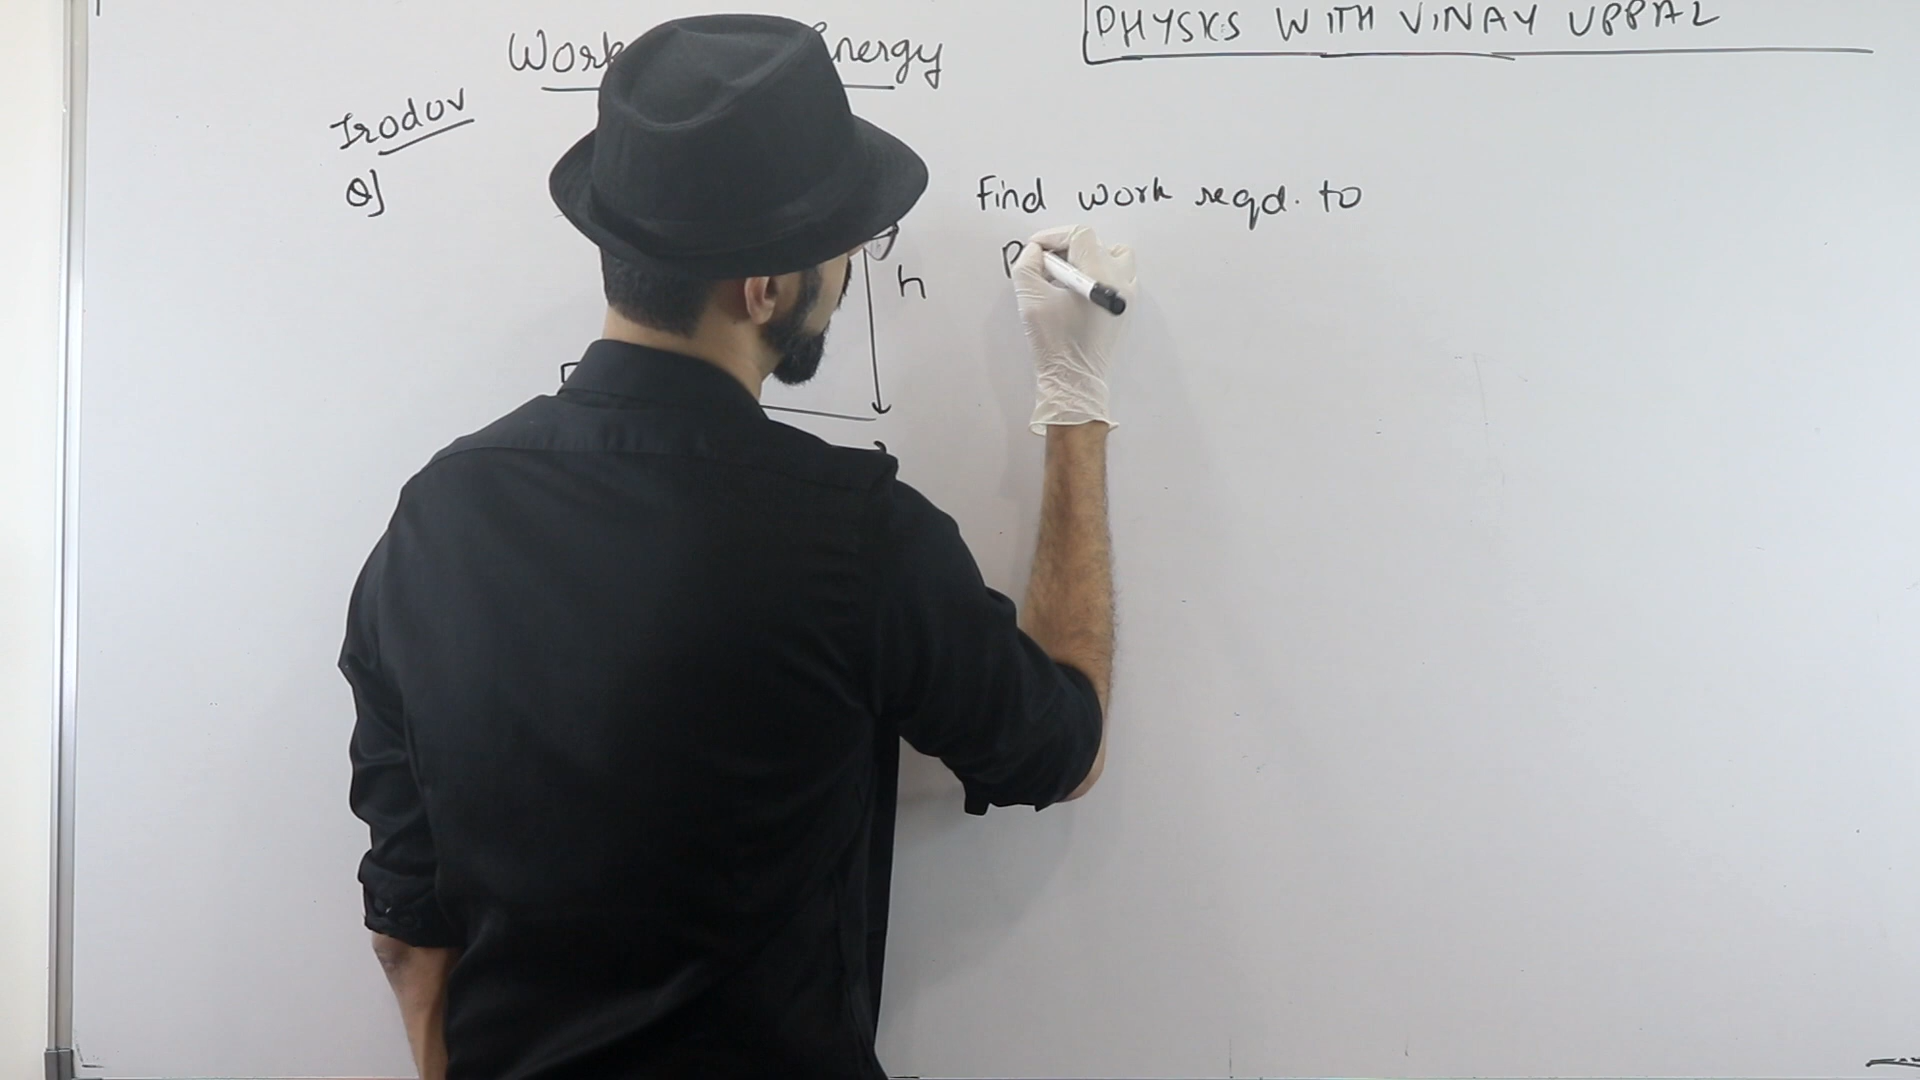 PHYSICS WITH VINAY UPPAL
Work nergy
Irodov
Q]
Find work reqd. to
P
h